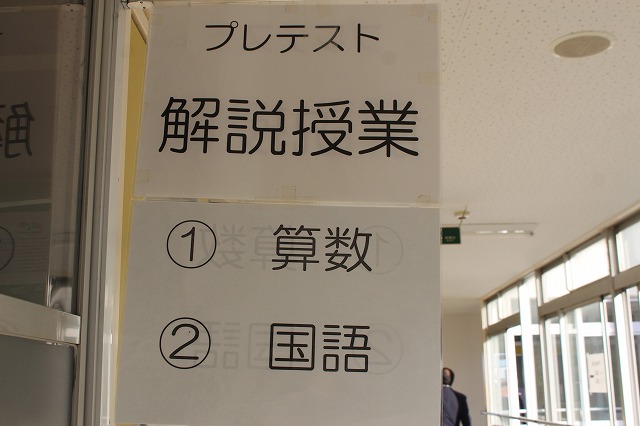 プレテスト
解説授業
① 算数
② 国語